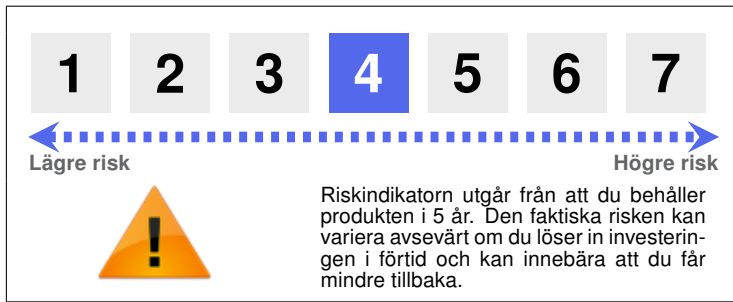 1 2 3 4 5 6 7
Lägre risk Högre risk
!
Riskindikatorn utgår från att du behåller
produkten i 5 år. Den faktiska risken kan
variera avsevärt om du löser in investerin-
gen i förtid och kan innebära att du får
mindre tillbaka.